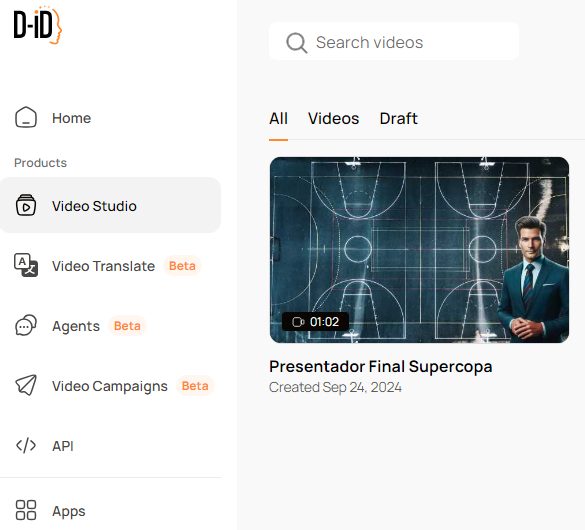 D-iD
Search videos
Home
All Videos Draft
Products
Video Studio
Video Translate Beta
Agents Beta
01:02
Presentador Final Supercopa
Video Campaigns Beta
Created Sep 24, 2024
API
Apps